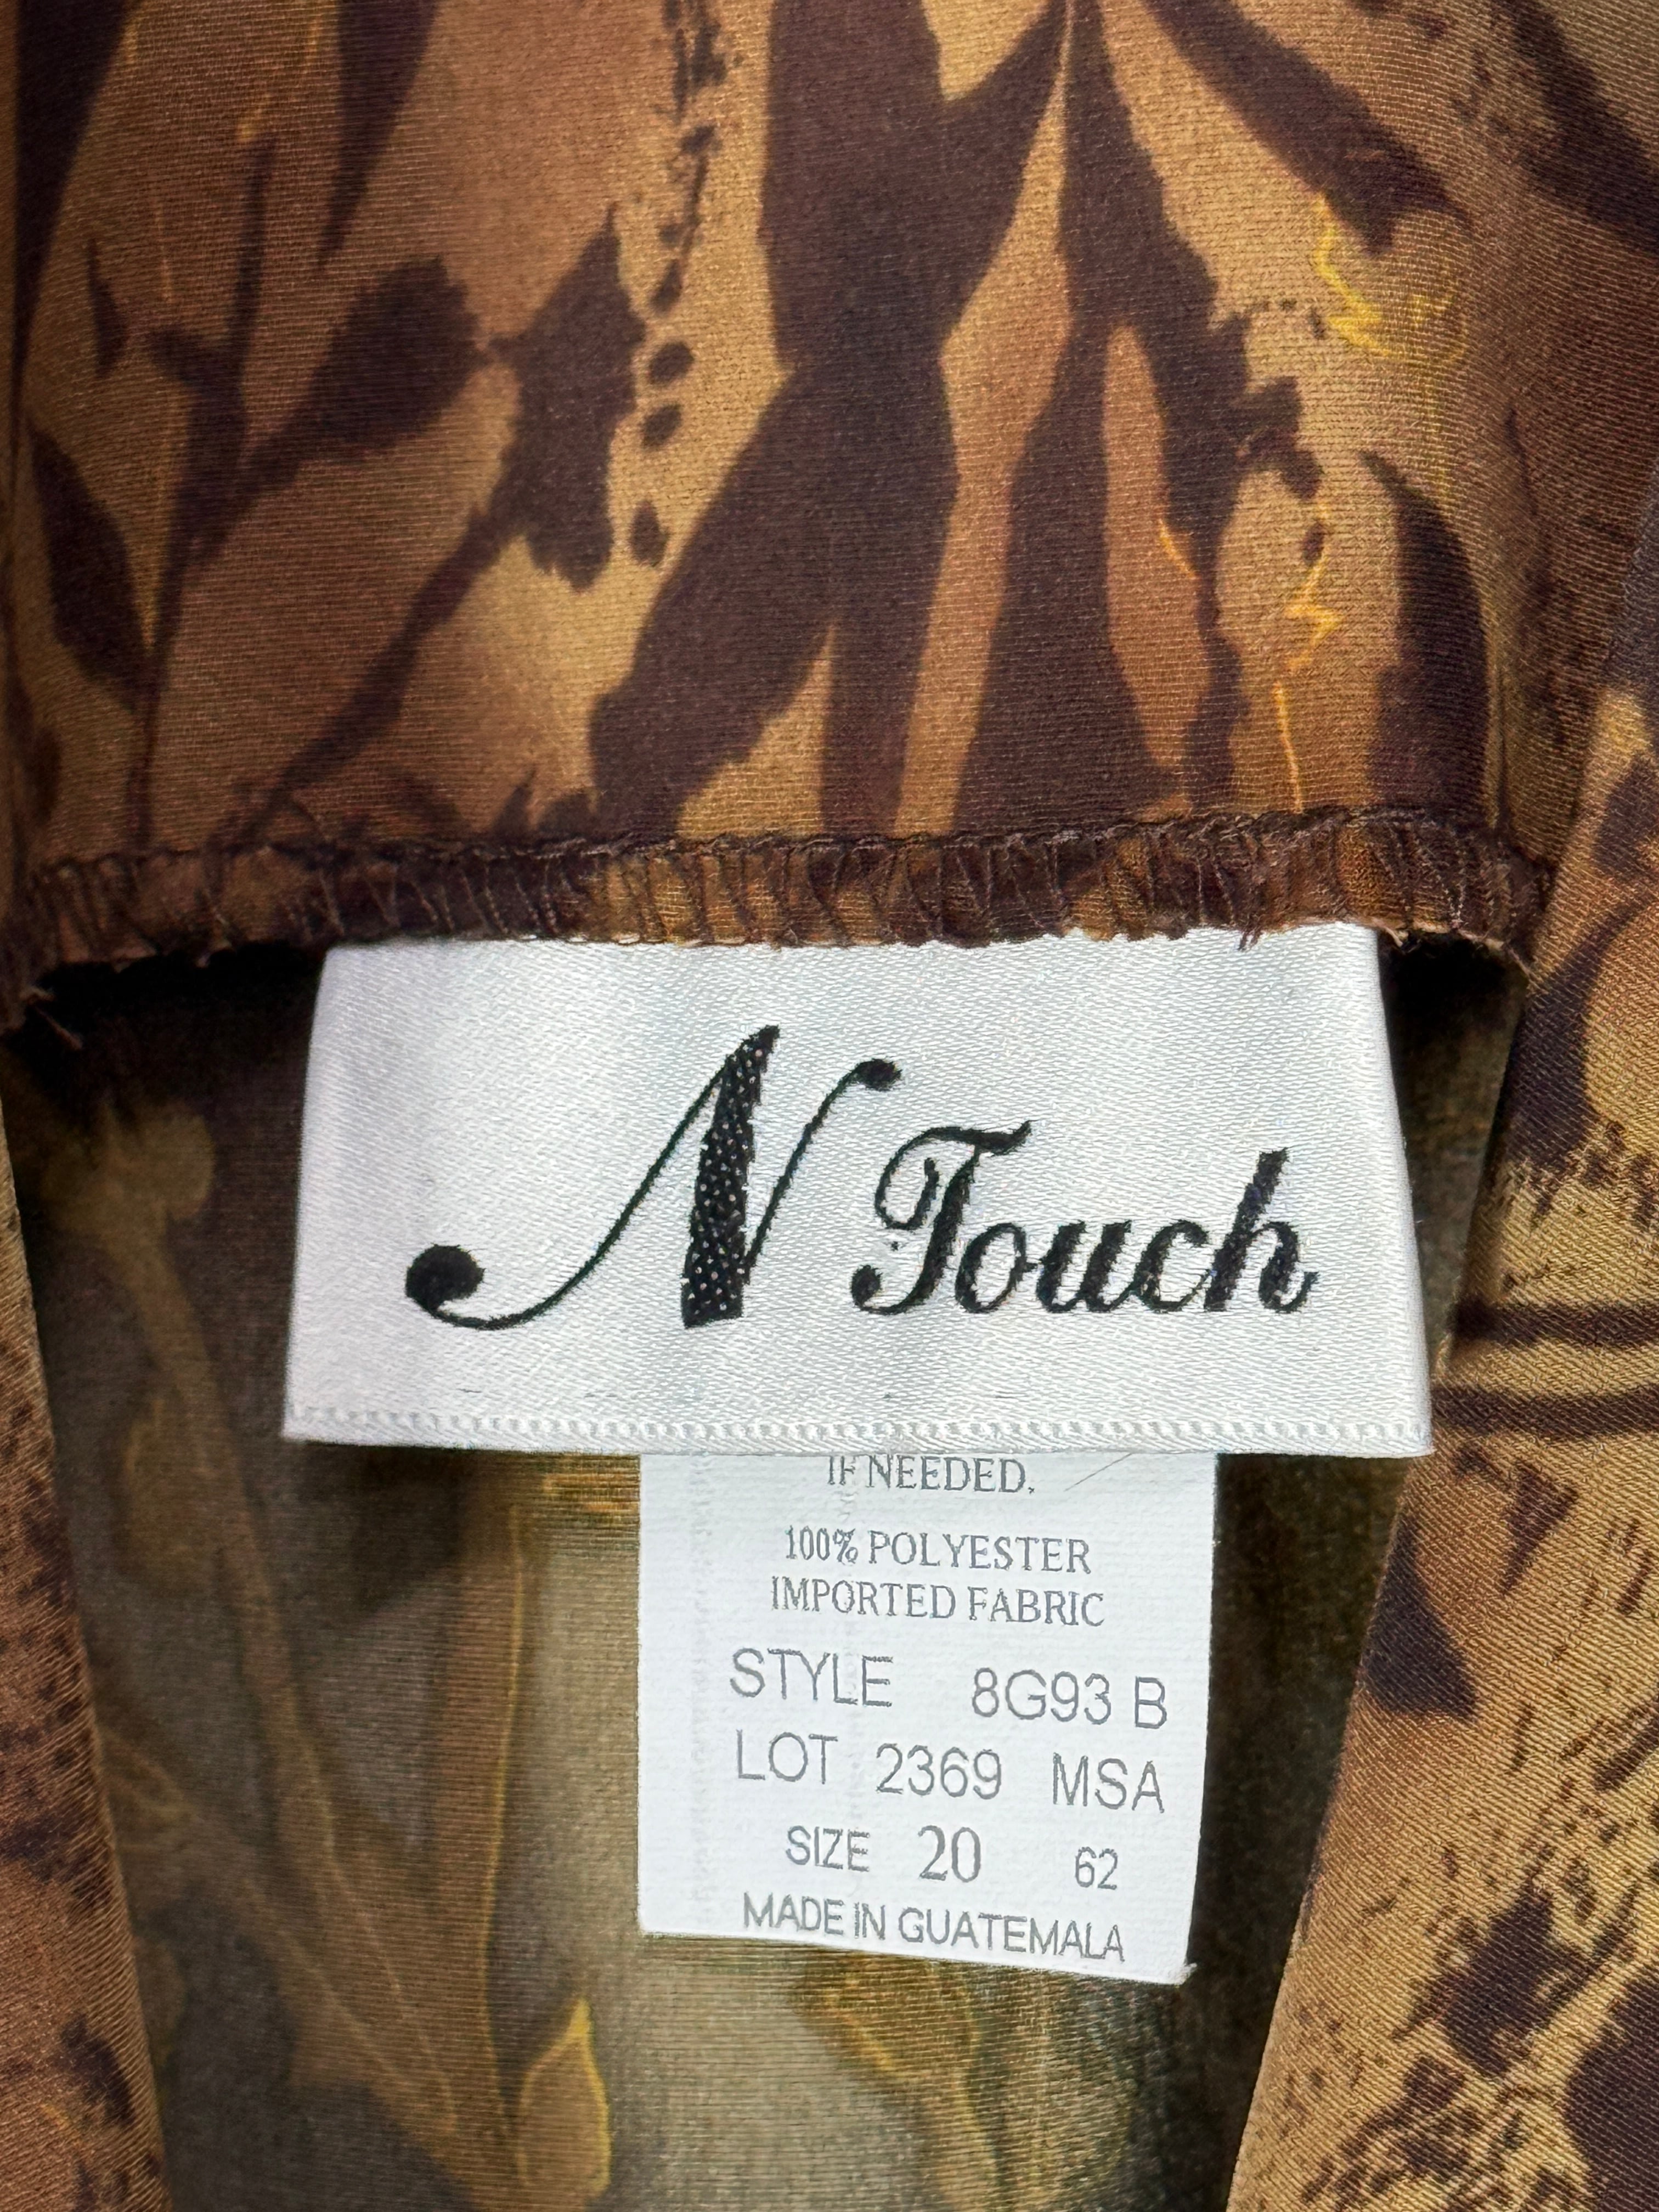 N Touch
IF NEEDED.
100% POLYESTER
IMPORTED FABRIC
STYLE 8G93 B
LOT 2369 MSA
SIZE 20 62
MADE IN GUATEMALA